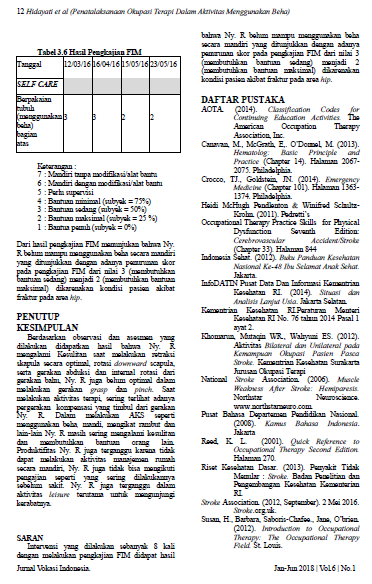 12 Hidayati et al (Penatalaksanaan Okupasi Terapi Dalam Aktivitas Menggunakan Beha)
Tabel 3.6 Hasil Pengkajian FIM
Tanggal 12/03/16 16/04/16 15/05/16 23/05/16
SELF CARE
Berpakaian
tubuh
(menggunakan 3 3 2 2
beha)
bagian
atas
Keterangan :
7 : Mandiri tanpa modifikasi/alat bantu
6 : Mandiri dengan modifikasi/alat bantu
5 : Perlu supervisi
4 : Bantuan minimal (subyek = 75%)
3 : Bantuan sedang (subyek = 50%)
2 : Bantuan maksimal (subyek = 25 %)
1 : Bantua penuh (subyek = 0%)
Dari hasil pengkajian FIM menunjukan bahwa Ny.
R belum mampu menggunakan beha secara mandiri
yang ditunjukkan dengan adanya penurunan skor
pada pengkajian FIM dari nilai 3 (membutuhkan
bantuan sedang) menjadi 2 (membutuhkan bantuan
maksimal) dikarenakan kondisi pasien akibat
fraktur pada area hip.
PENUTUP
KESIMPULAN
Berdasarkan observasi dan asesmen yang
dilakukan didapatkan hasil bahwa Ny. R
mengalami Kesulitan saat melakukan retraksi
skapula secara optimal, rotasi downward scapula,
serta gerakan abduksi dan internal rotasi dari
gerakan bahu, Ny. R juga belum optimal dalam
melakukan gerakan grasp dan pinch. Saat
melakukan aktivitas terapi, sering terlihat adanya
pergerakan kompensasi yang timbul dari gerakan
Ny. R. Dalam melakukan AKS seperti
menggunakan beha, mandi, mengikat rambut dan
lain-lain Ny. R masih sering mengalami kesulitan
dan membutuhkan bantuan orang lain.
Produktifitas Ny. R juga terganggu karena tidak
dapat melakukan aktivitas manajemen rumah
secara mandiri, Ny. R tidak bisa mengikuti
pengajian seperti yang sering dilakukannya
sebelum sakit. Ny. R juga terganggu dalam
aktivitas leisure terutama untuk mengunjungi
kerabatnya.
SARAN
Intervensi yang dilakukan sebanyak 8 kali
dengan melakukan pengkajian FIM didapat hasil
bahwa Ny. R belum mampu menggunakan beha
secara mandiri yang ditunjukkan dengan adanya
penurunan skor pada pengkajian FIM dari nilai 3
(membutuhkan bantuan sedang) menjadi 2
(membutuhkan bantuan maksimal) dikarenakan
kondisi pasien akibat fraktur pada area hip.
DAFTAR PUSTAKA
AOTA. (2014). Classification Codes for
Continuing Education Activities. The
American Occupation Therapy
Association, Inc.
Canavan, M., McGrath, E., O'Donnel, M. (2013).
Hematolog: Basic Principle and
Practice (Chapter 14). Halaman 2067-
2075. Philadelphia.
Crocco, TJ., Goldstein, JN. (2014). Emergency
Medicine (Chapter 101). Halaman 1363-
1374. Philadelphia.
Heidi McHugh Pendlenton & Winifred Schultz-
Krohn. (2011). Pedretti's
Occupational Therapy Practice Skills for Physical
Dysfunction Seventh Edition:
Cerebrovascular Accident/Stroke
(Chapter 33). Halaman 844
Indonesia Sehat. (2012). Buku Panduan Kesehatan
Nasional Ke-48 Ibu Selamat Anak Sehat.
Jakarta.
InfoDATIN Pusat Data Dan Informasi Kementrian
Kesehatan RI. (2014). Situasi dan
Analisis Lanjut Usia. Jakarta Selatan.
Kementrian Kesehatan RI.Peraturan Menteri
Kesehatan RI No. 76 tahun 2014 Pasal 1
ayat 2.
Khomarun, Mutaqin WR., Wahyuni ES. (2012).
Aktivitas Bilateral dan Unilateral pada
Kemampuan Okupasi Pasien Pasca
Stroke. Kementrian Kesehatan Surakarta
Jurusan Okupasi Terapi
National Stroke Association. (2006). Muscle
Weakness After Stroke: Hemiparesis.
Northstar Neuroscience.
www.northstarneuro.com.
Pusat Bahasa Departemen Pendidikan Nasional.
(2008). Kamus Bahasa Indonesia.
Jakarta
Reed, K. L. (2001). Quick Reference to
Occupational Therapy Second Edition.
Halaman 270.
Riset Kesehatan Dasar. (2013). Penyakit Tidak
Menular : Stroke. Badan Penelitian dan
Pengembangan Kesehatan Kementerian
RI.
Stroke Association. (2012, September). 2 Mei 2016.
Stroke.org.uk.
Susan, H., Barbara, Saboris-Chafee., Jane, O'brien.
(2012). Introduction to Occupational
Therapy: The Occupational Therapy
Field. St. Louis.
Jurnal Vokasi Indonesia.
Jan-Jun 2018 | Vol6 | No.1